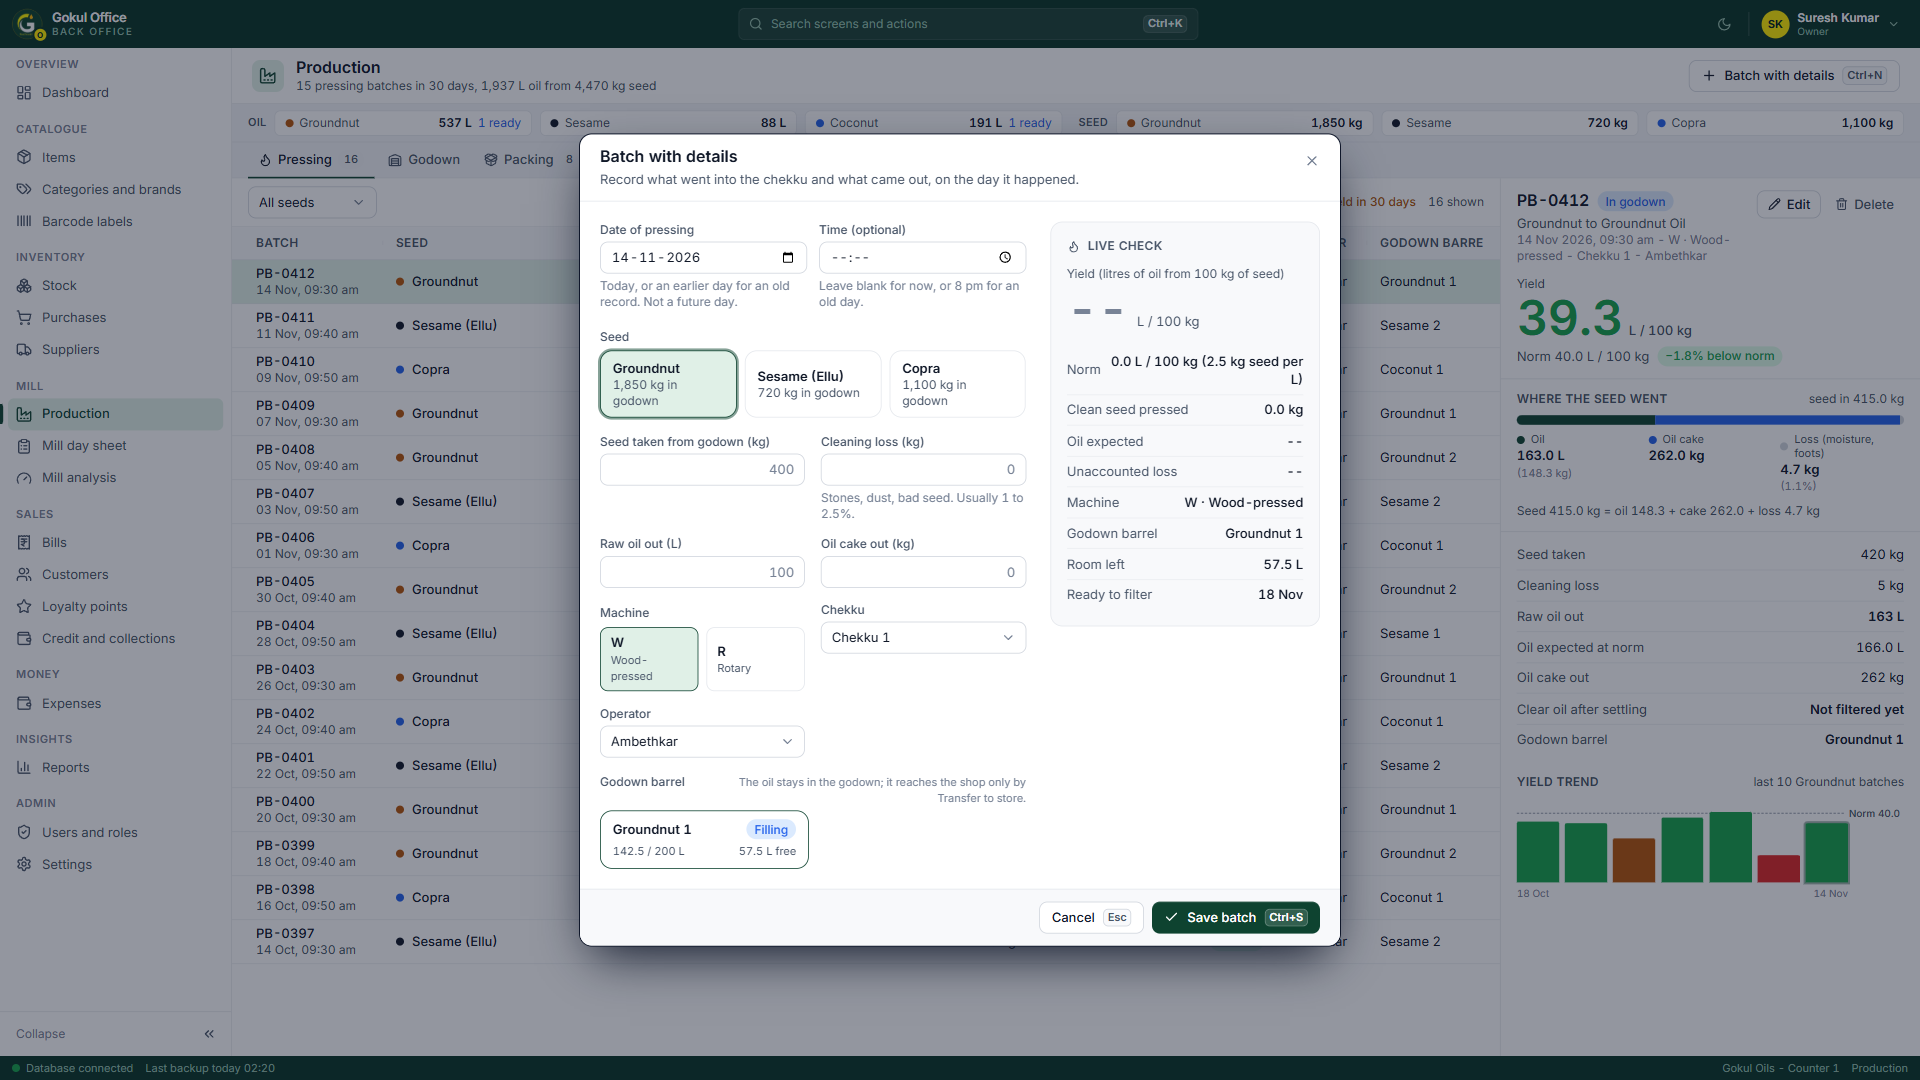 Gokul Office
BACK OFFICE
Search screens and actions
Ctrl+K
SK
Suresh Kumar
Owner
OVERVIEW
Dashboard
CATALOGUE
Items
Categories and brands
Barcode labels
INVENTORY
Stock
Purchases
Suppliers
MILL
Production
Mill day sheet
Mill analysis
SALES
Bills
Customers
Loyalty points
Credit and collections
MONEY
Expenses
INSIGHTS
Reports
ADMIN
Users and roles
Settings
Collapse
Production
15 pressing batches in 30 days, 1,937 L oil from 4,470 kg seed
Batch with details Ctrl+N
OIL Groundnut 537 L 1 ready Sesame 88 L Coconut 191 L 1 ready SEED Groundnut 1,850 kg Sesame 720 kg Copra 1,100 kg
Pressing 16 Godown Packing 8
All seeds
ld in 30 days 16 shown
BATCH SEED GODOWN BARRE
PB-0412
14 Nov, 09:30 am
Groundnut
Groundnut 1
PB-0411
11 Nov, 09:40 am
Sesame (Ellu)
Sesame 2
PB-0410
09 Nov, 09:50 am
Copra
Coconut 1
PB-0409
07 Nov, 09:30 am
Groundnut
Groundnut 1
PB-0408
05 Nov, 09:40 am
Groundnut
Groundnut 2
PB-0407
03 Nov, 09:50 am
Sesame (Ellu)
Sesame 2
PB-0406
01 Nov, 09:30 am
Copra
Coconut 1
PB-0405
30 Oct, 09:40 am
Groundnut
Groundnut 2
PB-0404
28 Oct, 09:50 am
Sesame (Ellu)
Sesame 1
PB-0403
26 Oct, 09:30 am
Groundnut
Groundnut 1
PB-0402
24 Oct, 09:40 am
Copra
Coconut 1
PB-0401
22 Oct, 09:50 am
Sesame (Ellu)
Sesame 2
PB-0400
20 Oct, 09:30 am
Groundnut
Groundnut 1
PB-0399
18 Oct, 09:40 am
Groundnut
Groundnut 2
PB-0398
16 Oct, 09:50 am
Copra
Coconut 1
PB-0397
14 Oct, 09:30 am
Sesame (Ellu)
Sesame 2
Batch with details
Record what went into the chekku and what came out, on the day it happened.
Date of pressing
14-11-2026
Today, or an earlier day for an old
record. Not a future day.
Time (optional)
--:--
Leave blank for now, or 8 pm for an
old day.
Seed
Groundnut
1,850 kg in
godown
Sesame (Ellu)
720 kg in godown
Copra
1,100 kg in
godown
Seed taken from godown (kg)
400
Cleaning loss (kg)
0
Stones, dust, bad seed. Usually 1 to
2.5%.
Raw oil out (L)
100
Oil cake out (kg)
0
Machine
W
Wood-
pressed
R
Rotary
Chekku
Chekku 1
Operator
Ambethkar
Godown barrel
The oil stays in the godown; it reaches the shop only by
Transfer to store.
Groundnut 1 Filling
142.5 / 200 L 57.5 L free
LIVE CHECK
Yield (litres of oil from 100 kg of seed)
-- L / 100 kg
Norm 0.0 L / 100 kg (2.5 kg seed per
L)
Clean seed pressed 0.0 kg
Oil expected --
Unaccounted loss --
Machine W · Wood-pressed
Godown barrel Groundnut 1
Room left 57.5 L
Ready to filter 18 Nov
Cancel Esc
Save batch Ctrl+S
PB-0412 In godown Edit Delete
Groundnut to Groundnut Oil
14 Nov 2026, 09:30 am - W · Wood-
pressed - Chekku 1 - Ambethkar
Yield
39.3 L / 100 kg
Norm 40.0 L / 100 kg −1.8% below norm
WHERE THE SEED WENT seed in 415.0 kg
Oil
163.0 L
(148.3 kg)
Oil cake
262.0 kg
Loss (moisture,
foots)
4.7 kg
(1.1%)
Seed 415.0 kg = oil 148.3 + cake 262.0 + loss 4.7 kg
Seed taken 420 kg
Cleaning loss 5 kg
Raw oil out 163 L
Oil expected at norm 166.0 L
Oil cake out 262 kg
Clear oil after settling Not filtered yet
Godown barrel Groundnut 1
YIELD TREND last 10 Groundnut batches
Norm 40.0
18 Oct 14 Nov
Database connected Last backup today 02:20
Gokul Oils - Counter 1 Production